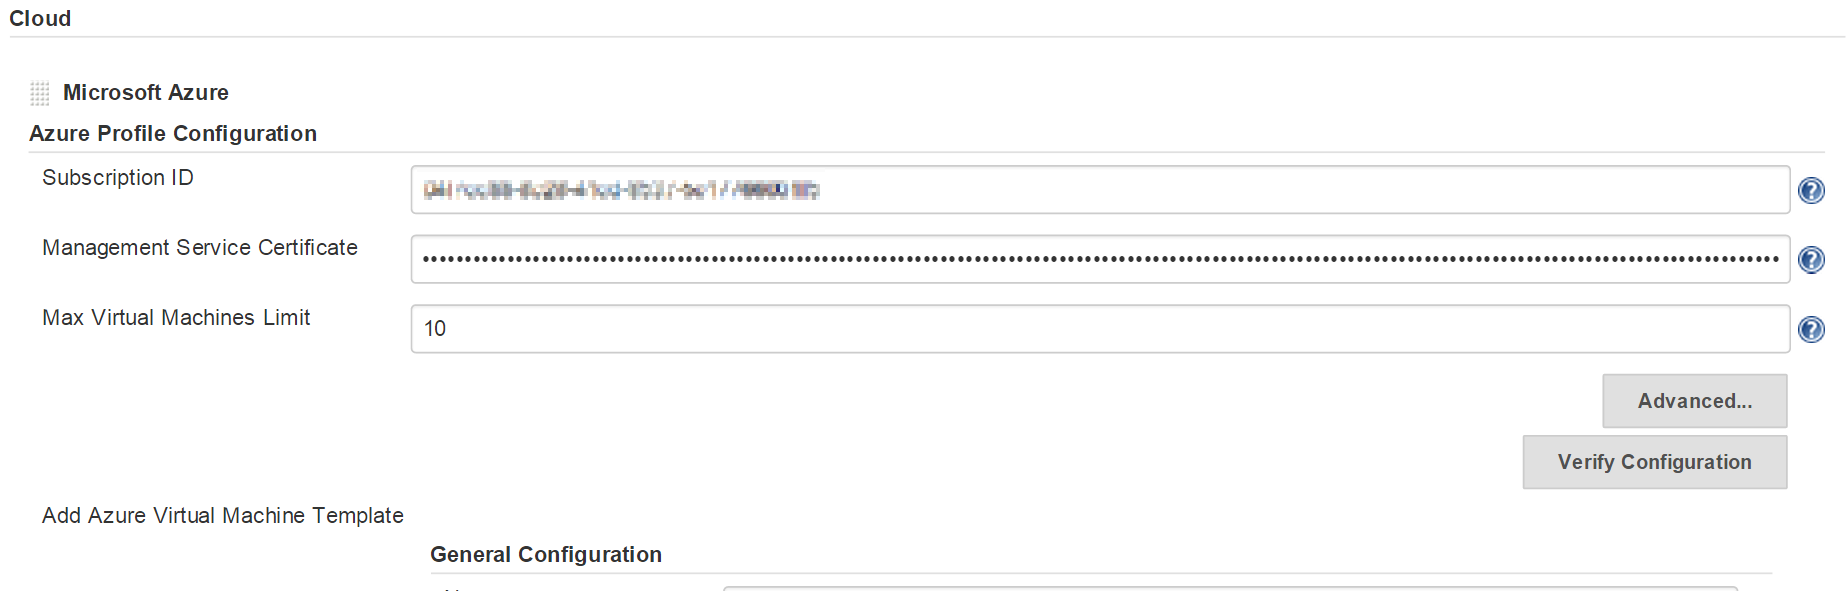 Cloud
Microsoft Azure
Azure Profile Configuration
Subscription ID
Management Service Certificate
Max Virtual Machines Limit
10
Advanced...
Verify Configuration
Add Azure Virtual Machine Template
General Configuration